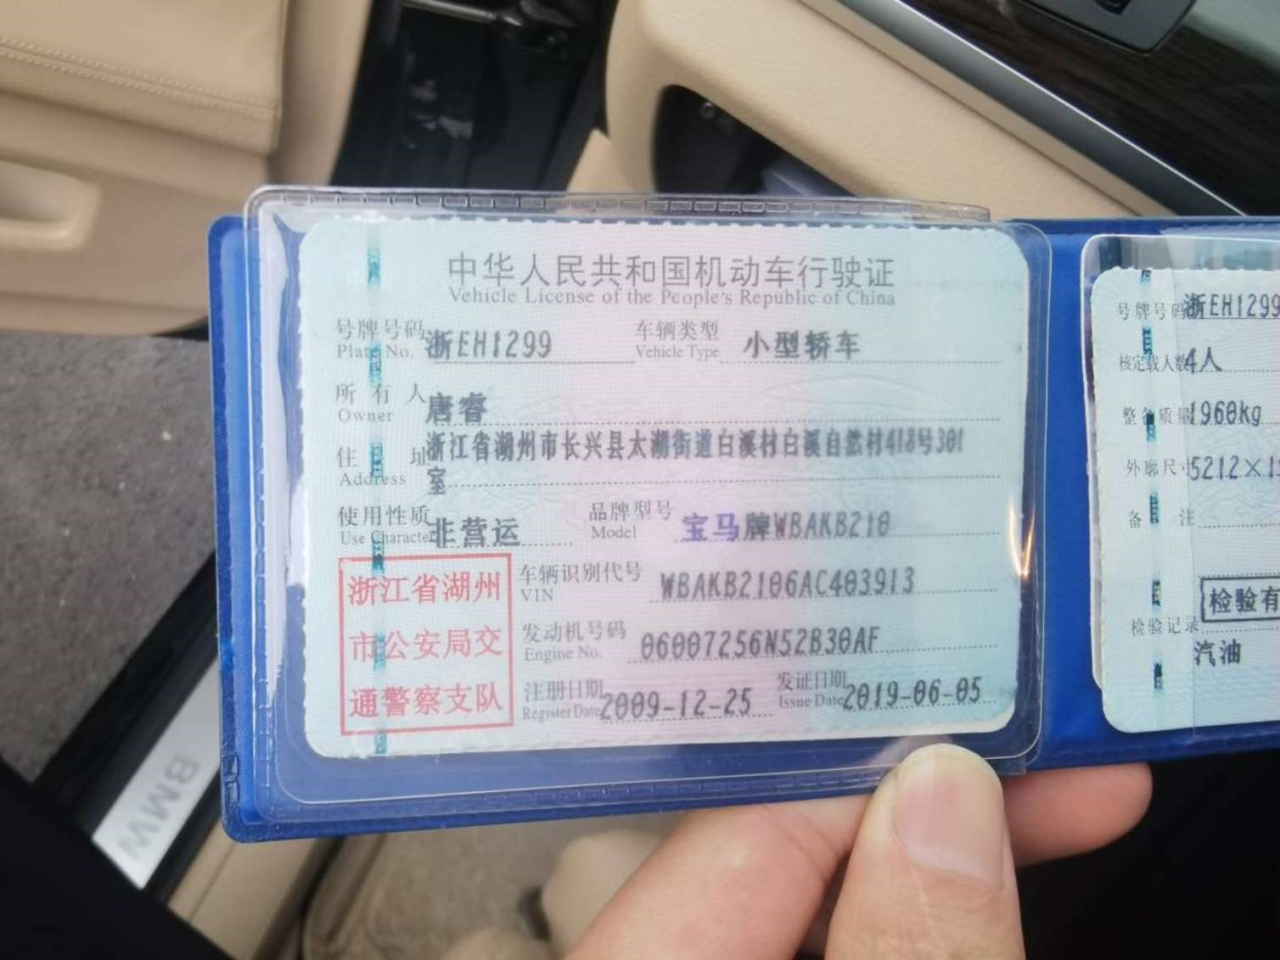 中华人民共和国机动车行驶证
Vehicle License of the People's Republic of China
号牌号码 浙EH1299 车辆类型 小型轿车
Plate No. Vehicle Type
所有人 唐睿
Owner
住址 浙江省湖州市长兴县太湖街道白溪村白溪自然村418号301
Address 室
使用性质 非营运 品牌型号 宝马牌WBAKB210
Use Character Model
浙江省湖州
市公安局交
通警察支队
车辆识别代号 WBAKB2106AC403913
VIN
发动机号码 06007256N52B30AF
Engine No.
注册日期 2009-12-25 发证日期 2019-06-05
Register Date Issue Date
号牌号码 浙EH1299
核定载人数 4人
整备质量 1960kg
外廓尺寸 5212×1
备注
检验有
检验记录
汽油
BMW